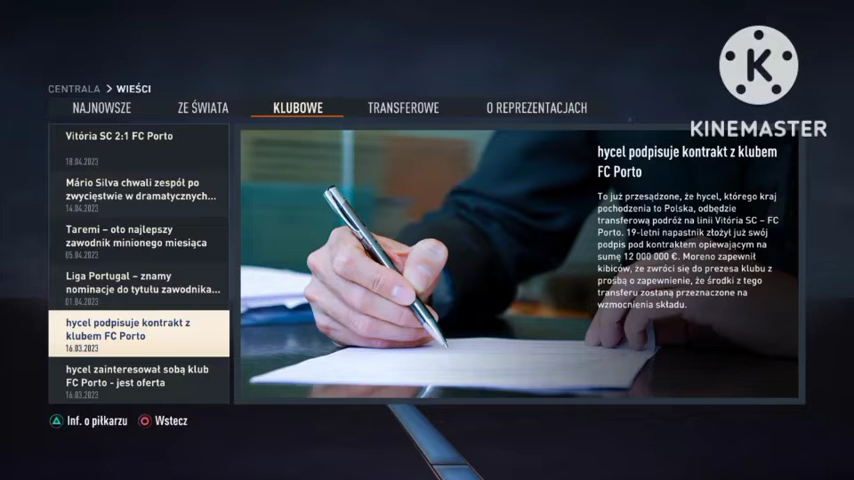 CENTRALA > WIEŚCI
NAJNOWSZE
ZE ŚWIATA
KLUBOWE
TRANSFEROWE
O REPREZENTACJACH
K
KINEMASTER
Vitória SC 2:1 FC Porto
18.04.2023
Mário Silva chwali zespół po
zwycięstwie w dramatycznych...
14.04.2023
Taremi – oto najlepszy
zawodnik minionego miesiąca
05.04.2023
Liga Portugal – znamy
nominacje do tytułu zawodnika...
01.04.2023
hycel podpisuje kontrakt z
klubem FC Porto
16.03.2023
hycel zainteresował sobą klub
FC Porto - jest oferta
16.03.2023
hycel podpisuje kontrakt z klubem
FC Porto
To już przesądzone, że hycel, którego kraj
pochodzenia to Polska, odbędzie
transferową podróż na linii Vitória SC – FC
Porto. 19-letni napastnik złożył już swój
podpis pod kontraktem opiewającym na
sumę 12 000 000 €. Moreno zapewnił
kibiców, że zwróci się do prezesa klubu z
prośbą o zapewnienie, że środki z tego
transferu zostaną przeznaczone na
wzmocnienia składu.
Inf. o piłkarzu
Wstecz